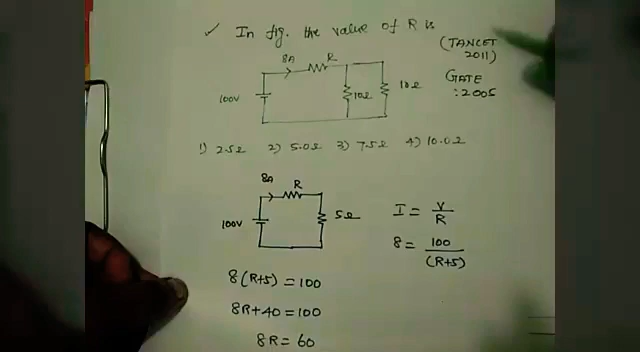 ✓ In fig. the value of R is
(TANCET
2011)
GATE
:2005
8A R
100V 10Ω 10Ω
1) 2.5Ω 2) 5.0Ω 3) 7.5Ω 4) 10.0Ω
8A
R
100V 5Ω
I = V/R
8 = 100/(R+5)
8(R+5) = 100
8R+40 = 100
8R = 60